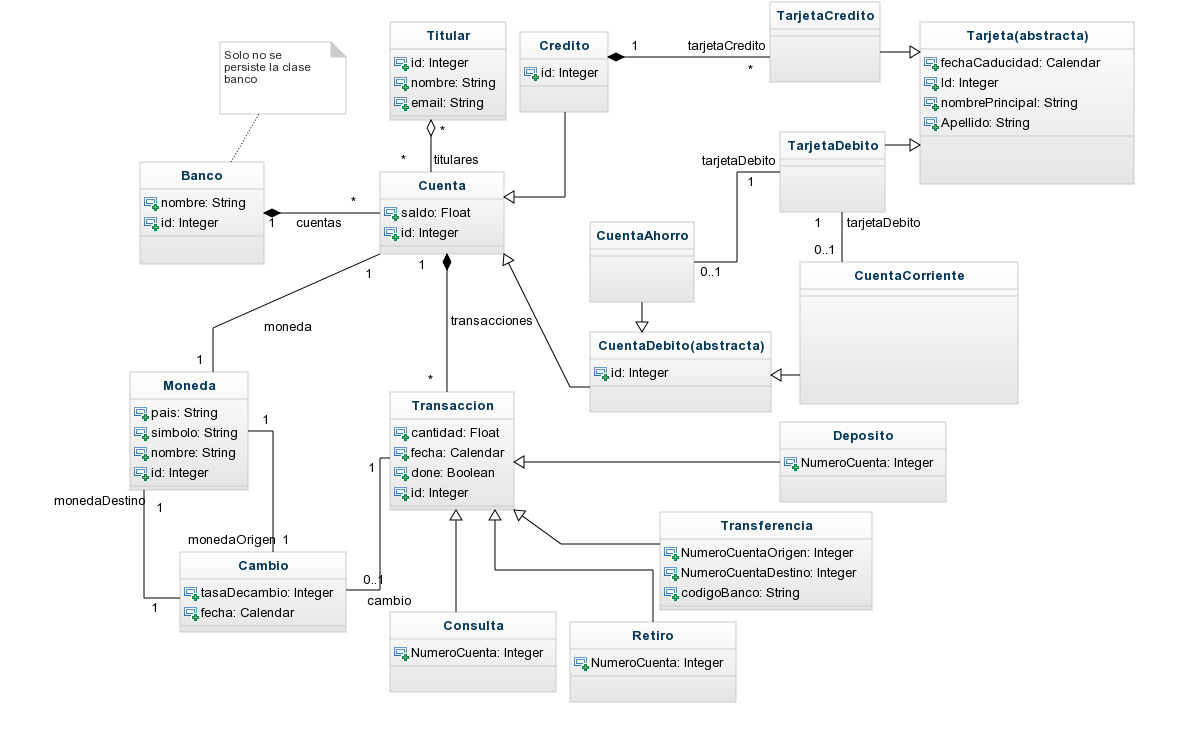 TarjetaCredito
Titular
id: Integer
nombre: String
email: String
Credito
id: Integer
1
tarjetaCredito
*
Tarjeta(abstracta)
fechaCaducidad: Calendar
Id: Integer
nombrePrincipal: String
Apellido: String
Solo no se
persiste la clase
banco
*
*
titulares
TarjetaDebito
tarjetaDebito
1
Banco
nombre: String
id: Integer
1
cuentas
*
Cuenta
saldo: Float
id: Integer
1
1
CuentaAhorro
0..1
1
tarjetaDebito
0..1
CuentaCorriente
moneda
1
transacciones
*
CuentaDebito(abstracta)
id: Integer
Moneda
pais: String
simbolo: String
nombre: String
id: Integer
1
monedaDestino
1
monedaOrigen
1
Transaccion
cantidad: Float
fecha: Calendar
done: Boolean
id: Integer
1
Deposito
NumeroCuenta: Integer
Transferencia
NumeroCuentaOrigen: Integer
NumeroCuentaDestino: Integer
codigoBanco: String
Cambio
tasaDecambio: Integer
fecha: Calendar
1
0..1
cambio
Consulta
NumeroCuenta: Integer
Retiro
NumeroCuenta: Integer